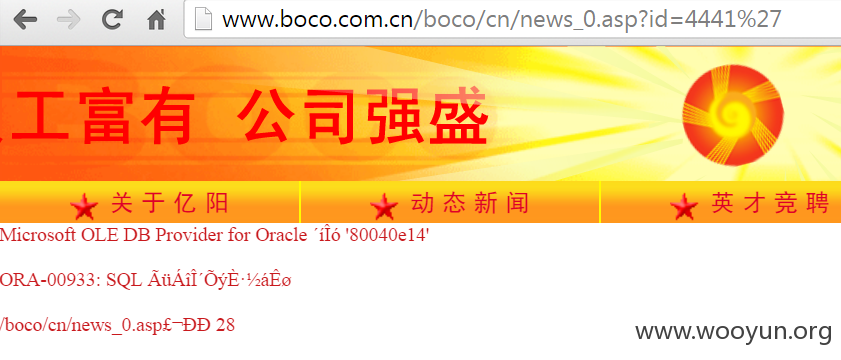 www.boco.com.cn/boco/cn/news_0.asp?id=4441%27
工富有 公司强盛
关于亿阳 动态新闻 英才竞聘
Microsoft OLE DB Provider for Oracle ´íÎó '80040e14'
ORA-00933: SQL ÃüÁîÎ´ÕýÈ·½áÊø
/boco/cn/news_0.asp£¬ÐÐ 28
www.wooyun.org